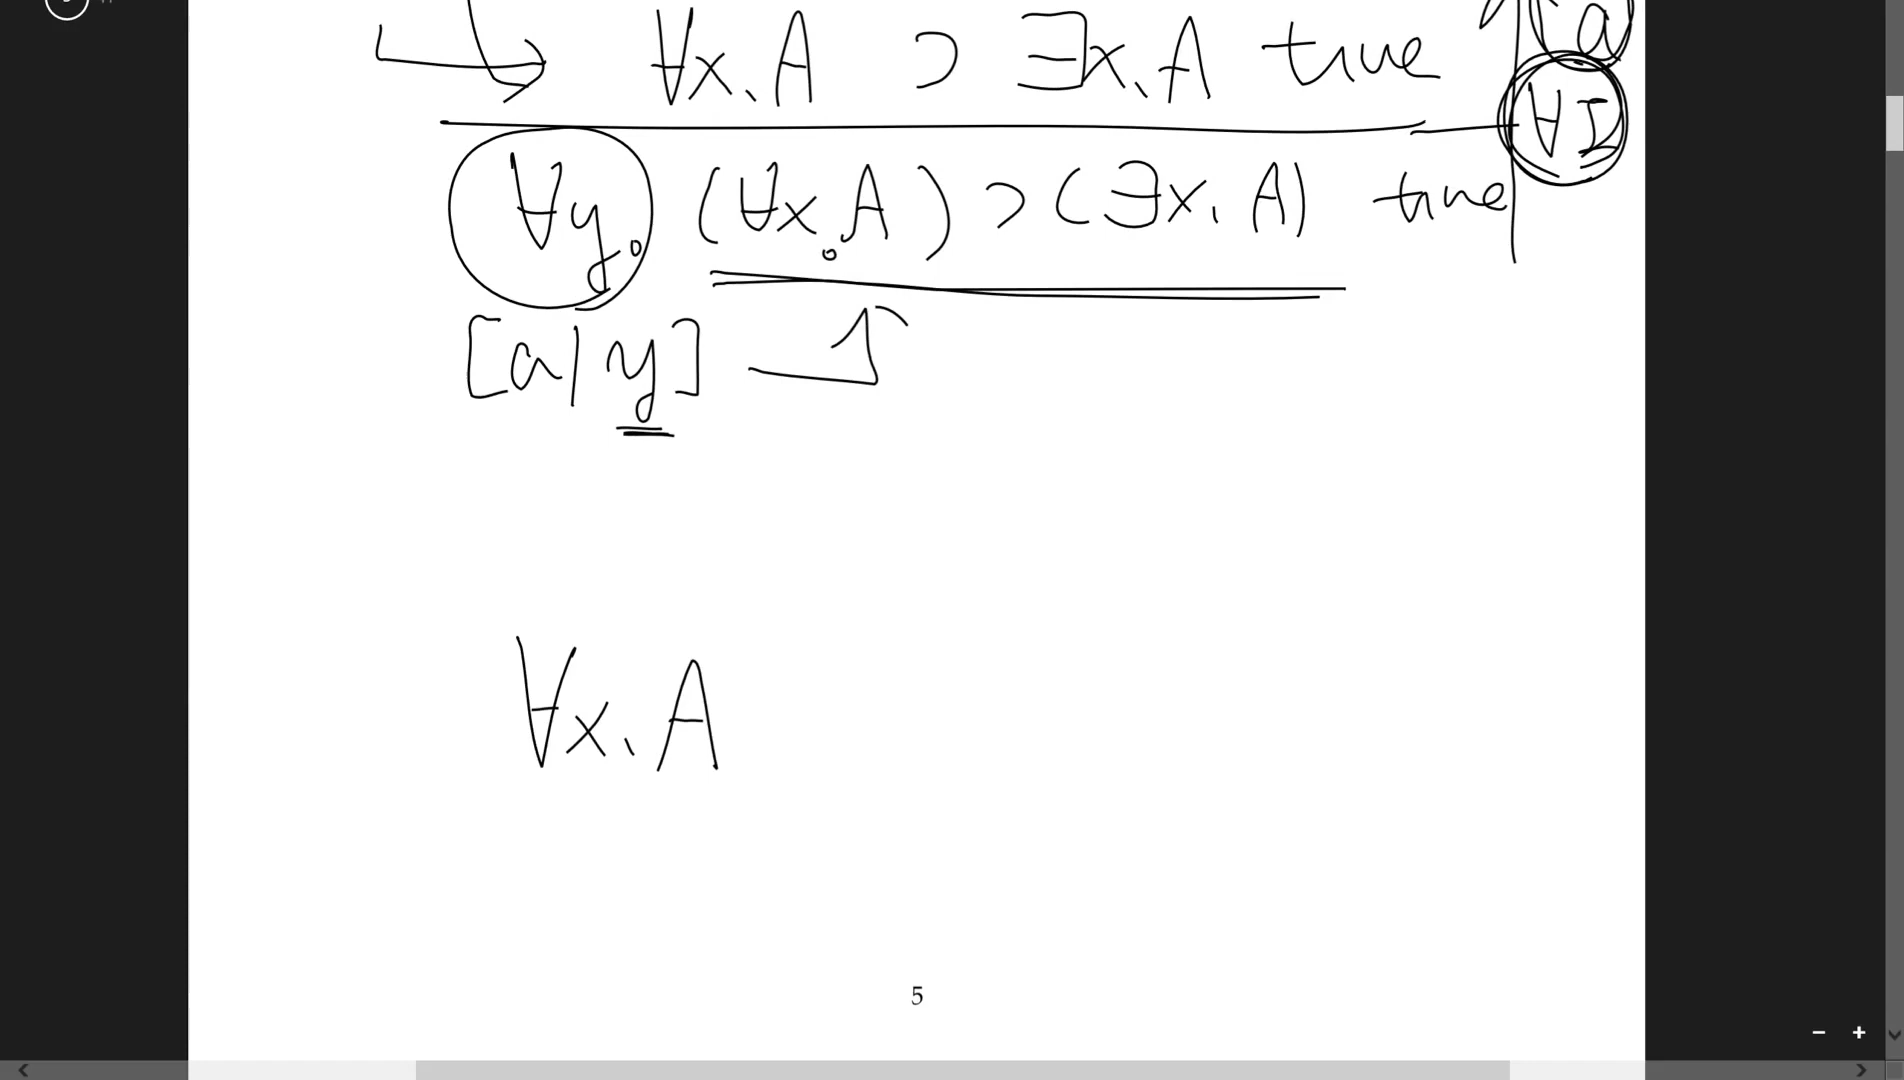 ∀x. A ⊃ ∃x. A true a
∀I
∀y. (∀x. A) ⊃ (∃x. A) true
[a/y]
∀x. A
5